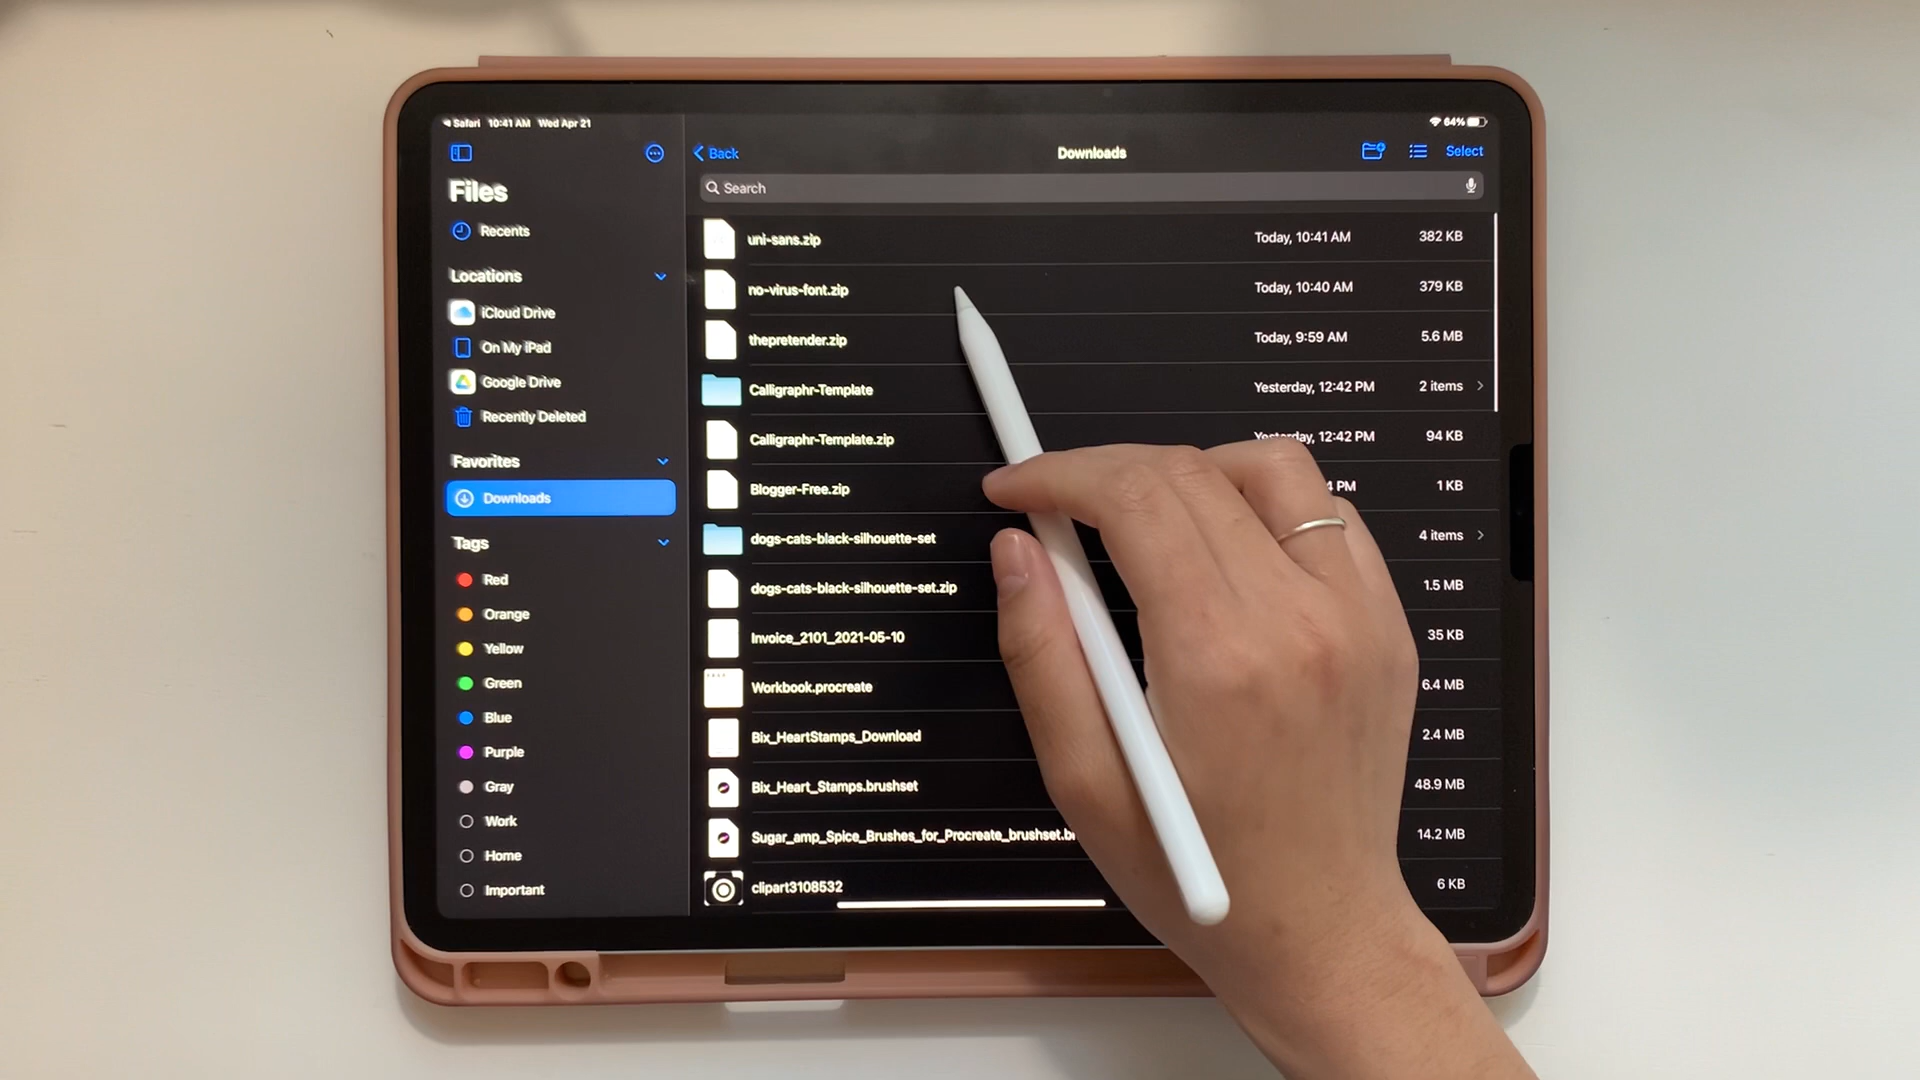 Safari 10:41 AM Wed Apr 21
64%
Files
Recents
Locations
iCloud Drive
On My iPad
Google Drive
Recently Deleted
Favorites
Downloads
Tags
Red
Orange
Yellow
Green
Blue
Purple
Gray
Work
Home
Important
Back
Downloads
Select
Search
uni-sans.zip Today, 10:41 AM 382 KB
no-virus-font.zip Today, 10:40 AM 379 KB
thepretender.zip Today, 9:59 AM 5.6 MB
Calligraphr-Template Yesterday, 12:42 PM 2 items
Calligraphr-Template.zip Yesterday, 12:42 PM 94 KB
Blogger-Free.zip 4 PM 1 KB
dogs-cats-black-silhouette-set 4 items
dogs-cats-black-silhouette-set.zip 1.5 MB
Invoice_2101_2021-05-10 35 KB
Workbook.procreate 6.4 MB
Bix_HeartStamps_Download 2.4 MB
Bix_Heart_Stamps.brushset 48.9 MB
Sugar_amp_Spice_Brushes_for_Procreate_brushset.b 14.2 MB
clipart3108532 6 KB